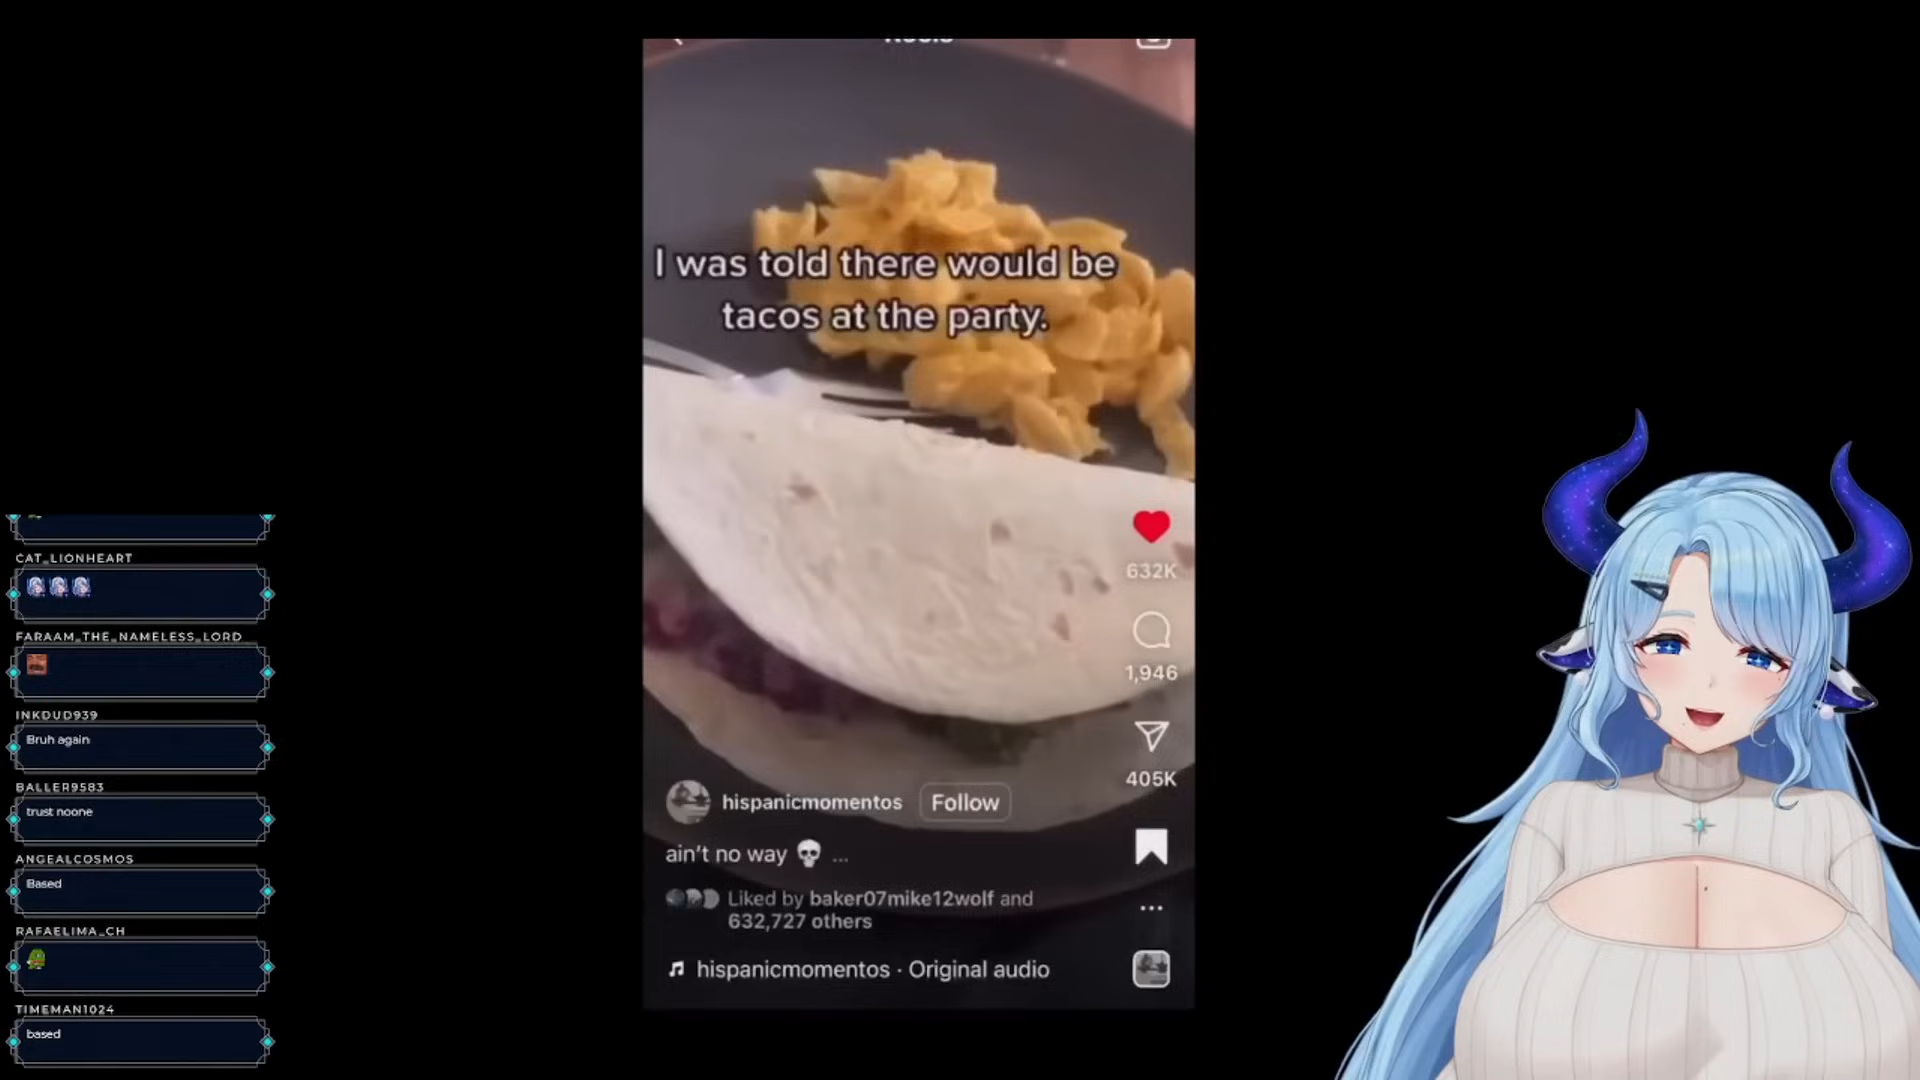 Reels
I was told there would be
tacos at the party.
632K
1,946
405K
hispanicmomentos Follow
ain't no way 💀 ...
Liked by baker07mike12wolf and
632,727 others
hispanicmomentos · Original audio
CAT_LIONHEART
FARAAM_THE_NAMELESS_LORD
INKDUD939
Bruh again
BALLER9583
trust noone
ANGEALCOSMOS
Based
RAFAELIMA_CH
TIMEMAN1024
based